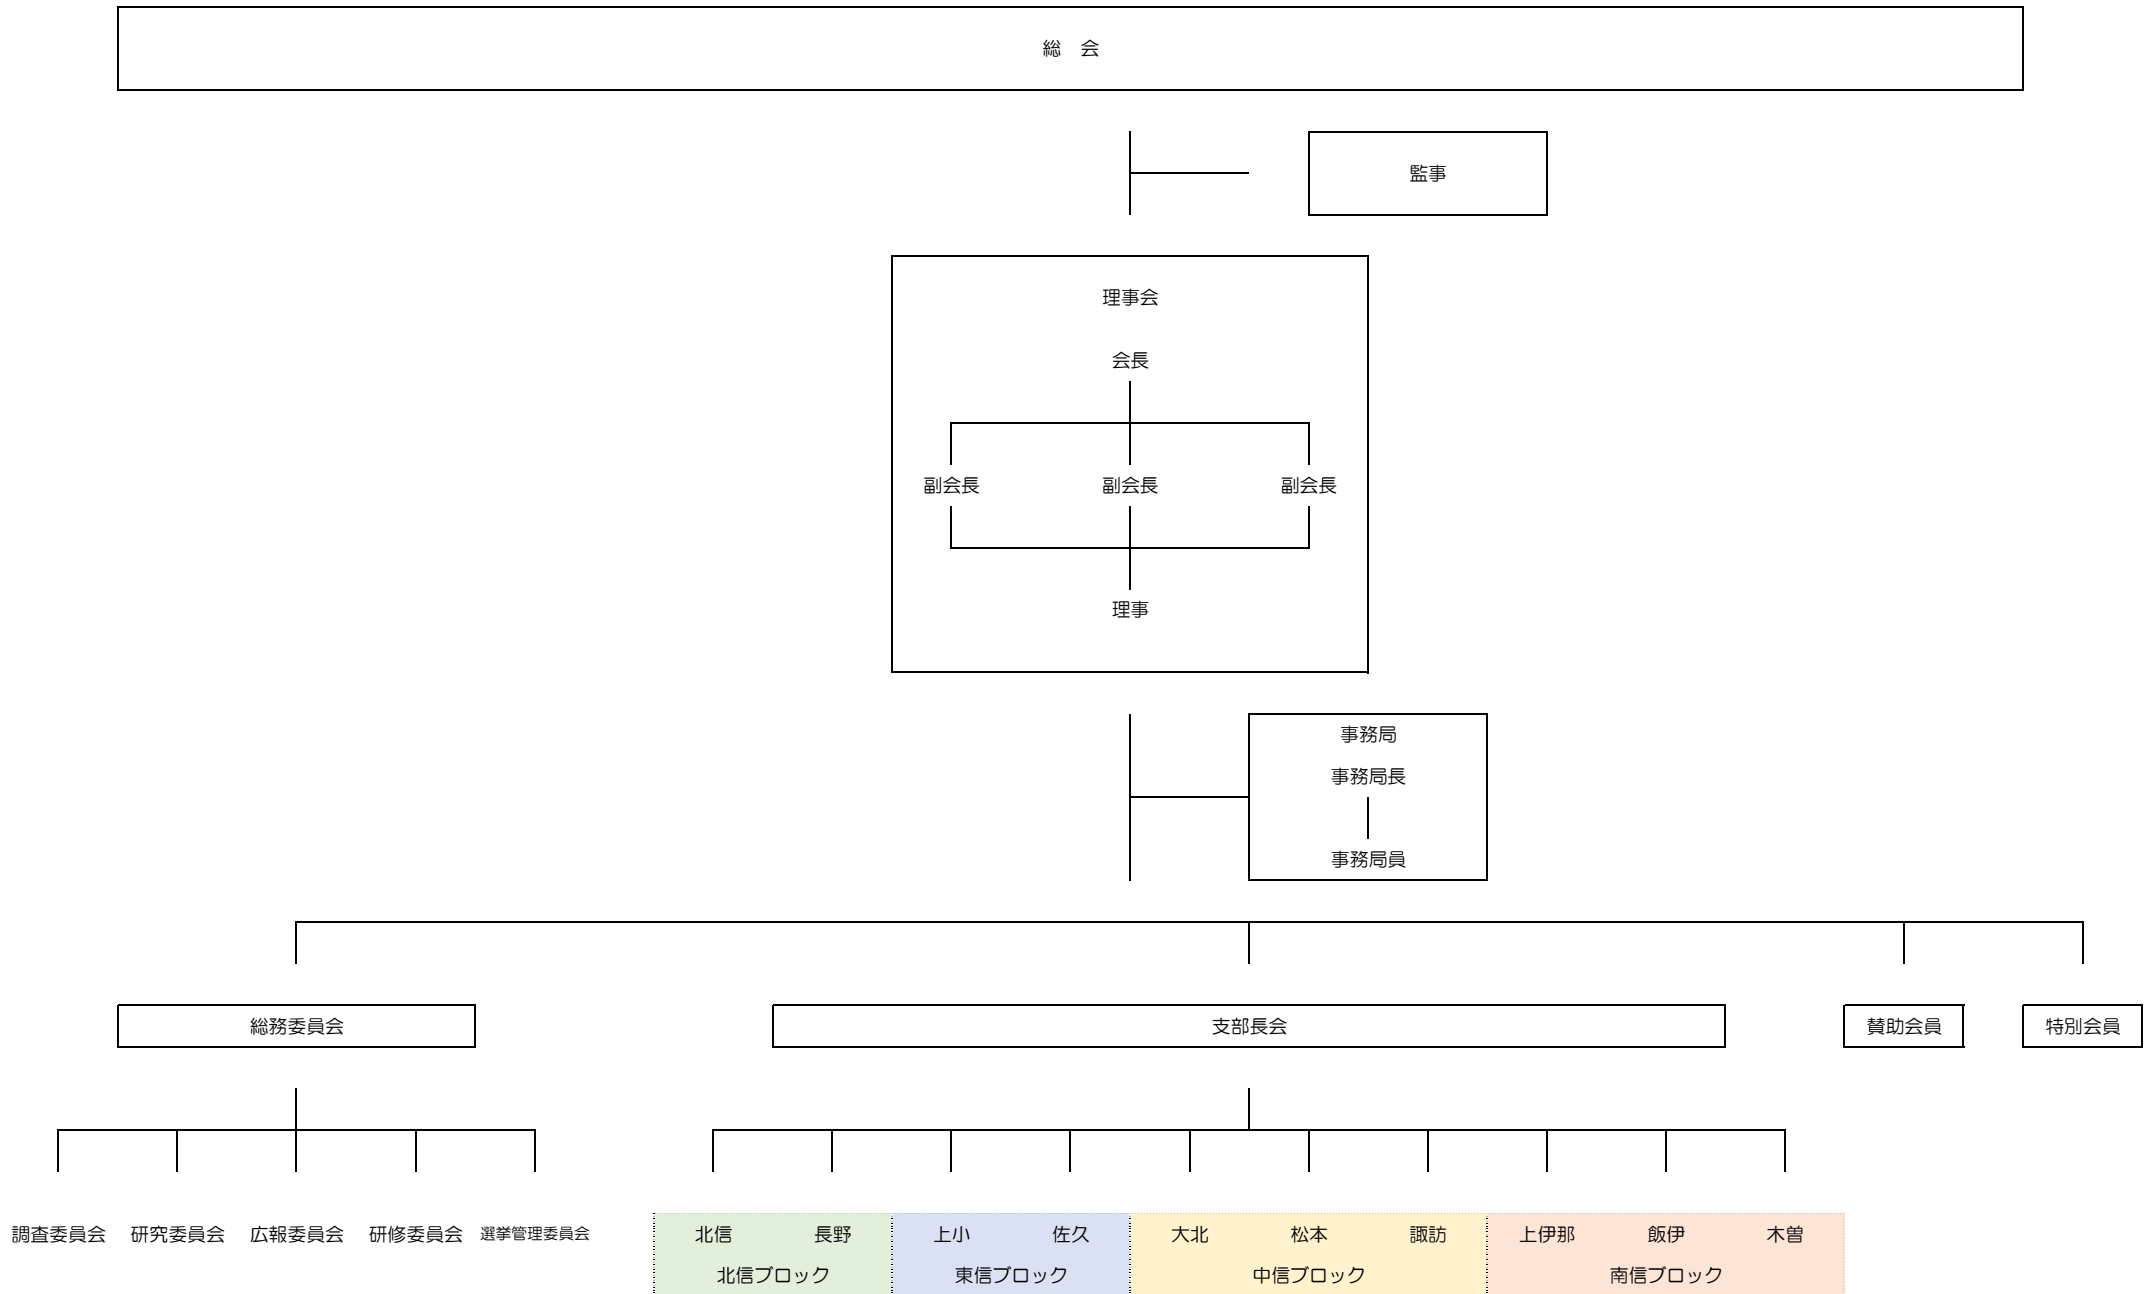 総　会
監事
理事会
会長
副会長 副会長 副会長
理事
事務局
事務局長
事務局員
総務委員会 支部長会 賛助会員 特別会員
調査委員会 研究委員会 広報委員会 研修委員会 選挙管理委員会 北信 長野 上小 佐久 大北 松本 諏訪 上伊那 飯伊 木曽
北信ブロック 東信ブロック 中信ブロック 南信ブロック